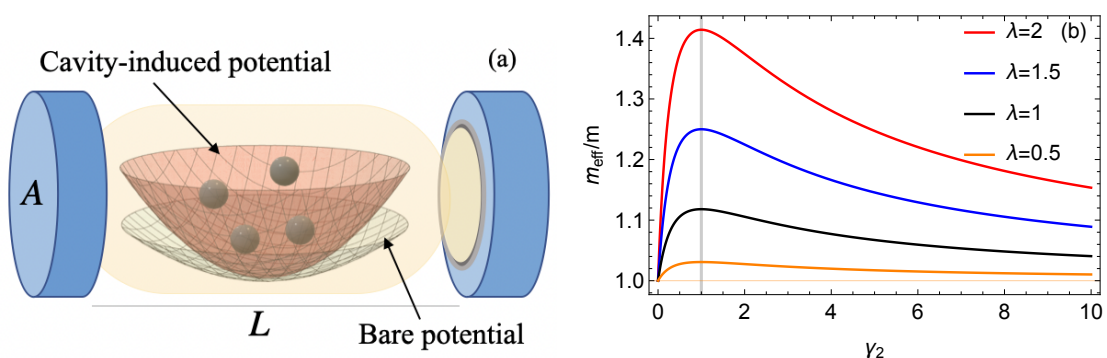 Cavity-induced potential
(a)
A
L
Bare potential
(b)
λ=2
λ=1.5
λ=1
λ=0.5
1.4
1.3
1.2
1.1
1.0
m_eff/m
0 2 4 6 8 10
γ₂